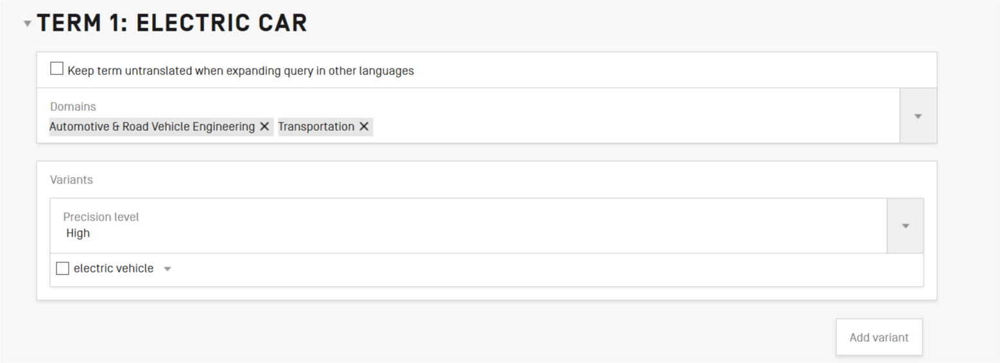 TERM 1: ELECTRIC CAR
Keep term untranslated when expanding query in other languages
Domains
Automotive & Road Vehicle Engineering Transportation
Variants
Precision level
High
electric vehicle
Add variant